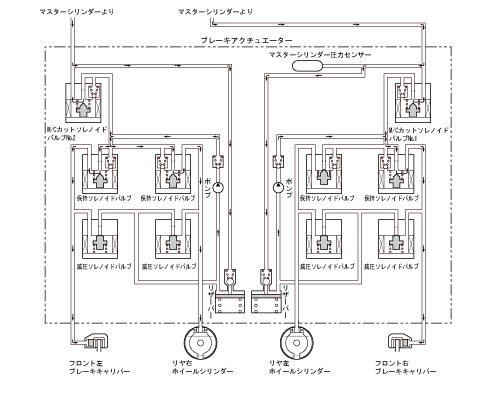 マスターシリンダーより
マスターシリンダーより
ブレーキアクチュエーター
マスターシリンダー圧力センサー
M/Cカットソレノイド
バルブNo2
M/Cカットソレノイド
バルブNo1
保持ソレノイドバルブ
保持ソレノイドバルブ
ポンプ
ポンプ
保持ソレノイドバルブ
保持ソレノイドバルブ
減圧ソレノイドバルブ
減圧ソレノイドバルブ
リザーバ
リザーバ
減圧ソレノイドバルブ
減圧ソレノイドバルブ
フロント左
ブレーキキャリパー
リヤ右
ホイールシリンダー
リヤ左
ホイールシリンダー
フロント右
ブレーキキャリパー